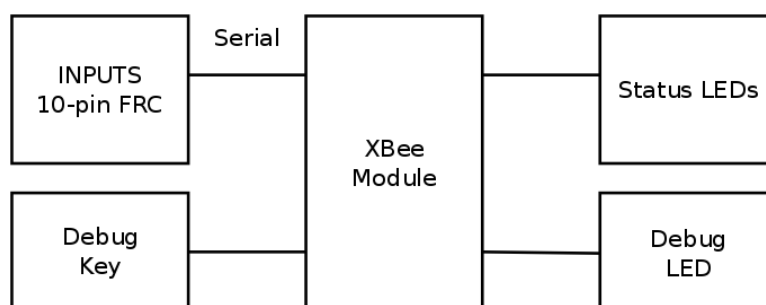 INPUTS
10-pin FRC
Serial
XBee
Module
Status LEDs
Debug
Key
Debug
LED